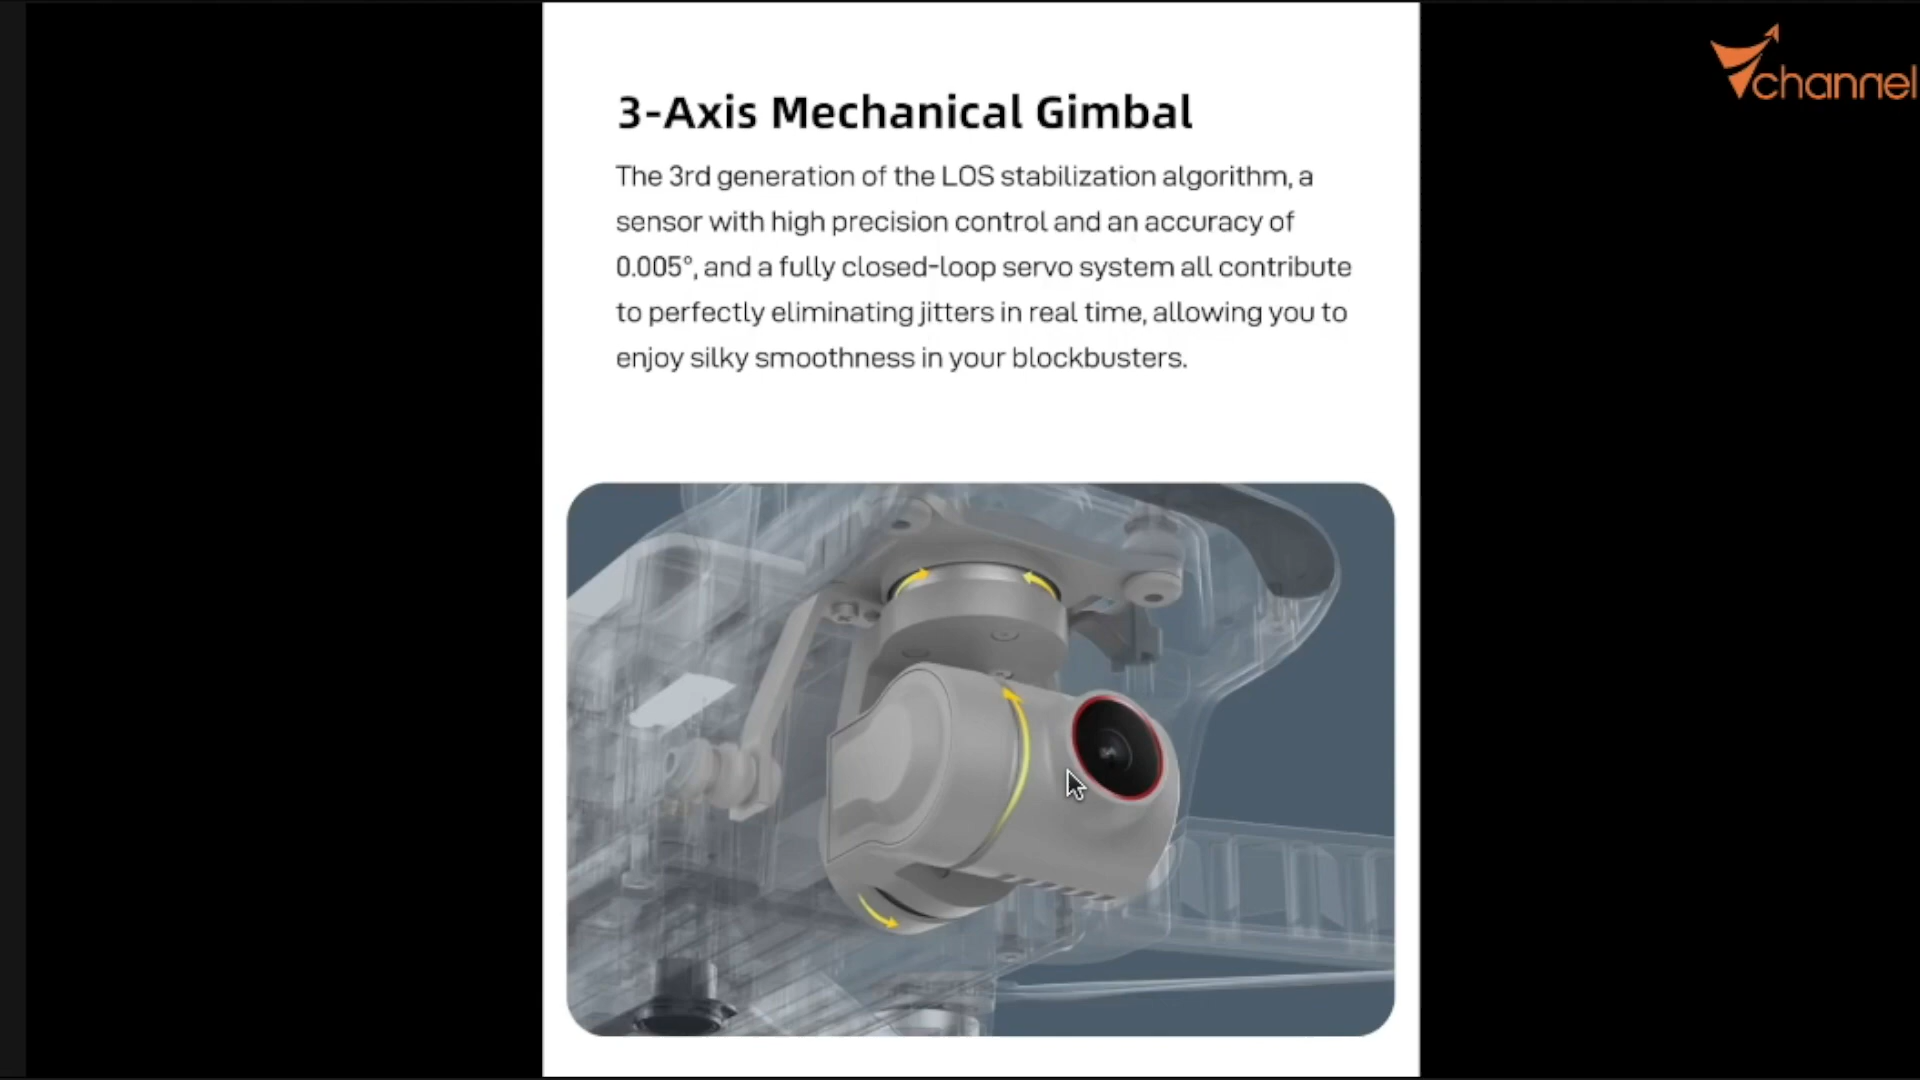 3-Axis Mechanical Gimbal
The 3rd generation of the LOS stabilization algorithm, a
sensor with high precision control and an accuracy of
0.005°, and a fully closed-loop servo system all contribute
to perfectly eliminating jitters in real time, allowing you to
enjoy silky smoothness in your blockbusters.
channel